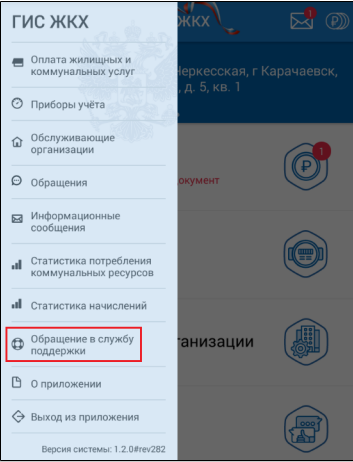 ГИС ЖКХ
ЖКХ
1
Оплата жилищных и
коммунальных услуг
Черкесская, г Карачаевск,
, д. 5, кв. 1
Приборы учёта
Обслуживающие
организации
1
Обращения
окумент
Информационные
сообщения
Статистика потребления
коммунальных ресурсов
Статистика начислений
Обращение в службу
поддержки
ганизации
О приложении
Выход из приложения
Версия системы: 1.2.0#rev282